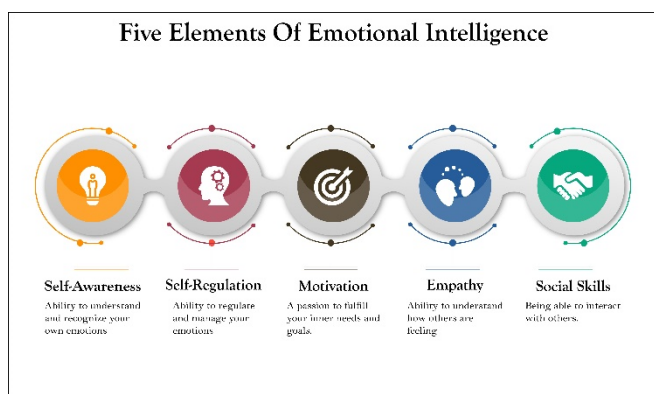 Five Elements Of Emotional Intelligence
Self-Awareness
Ability to understand
and recognize your
own emotions
Self-Regulation
Ability to regulate
and manage your
emotions
Motivation
A passion to fulfill
your inner needs and
goals.
Empathy
Ability to understand
how others are
feeling
Social Skills
Being able to interact
with others.